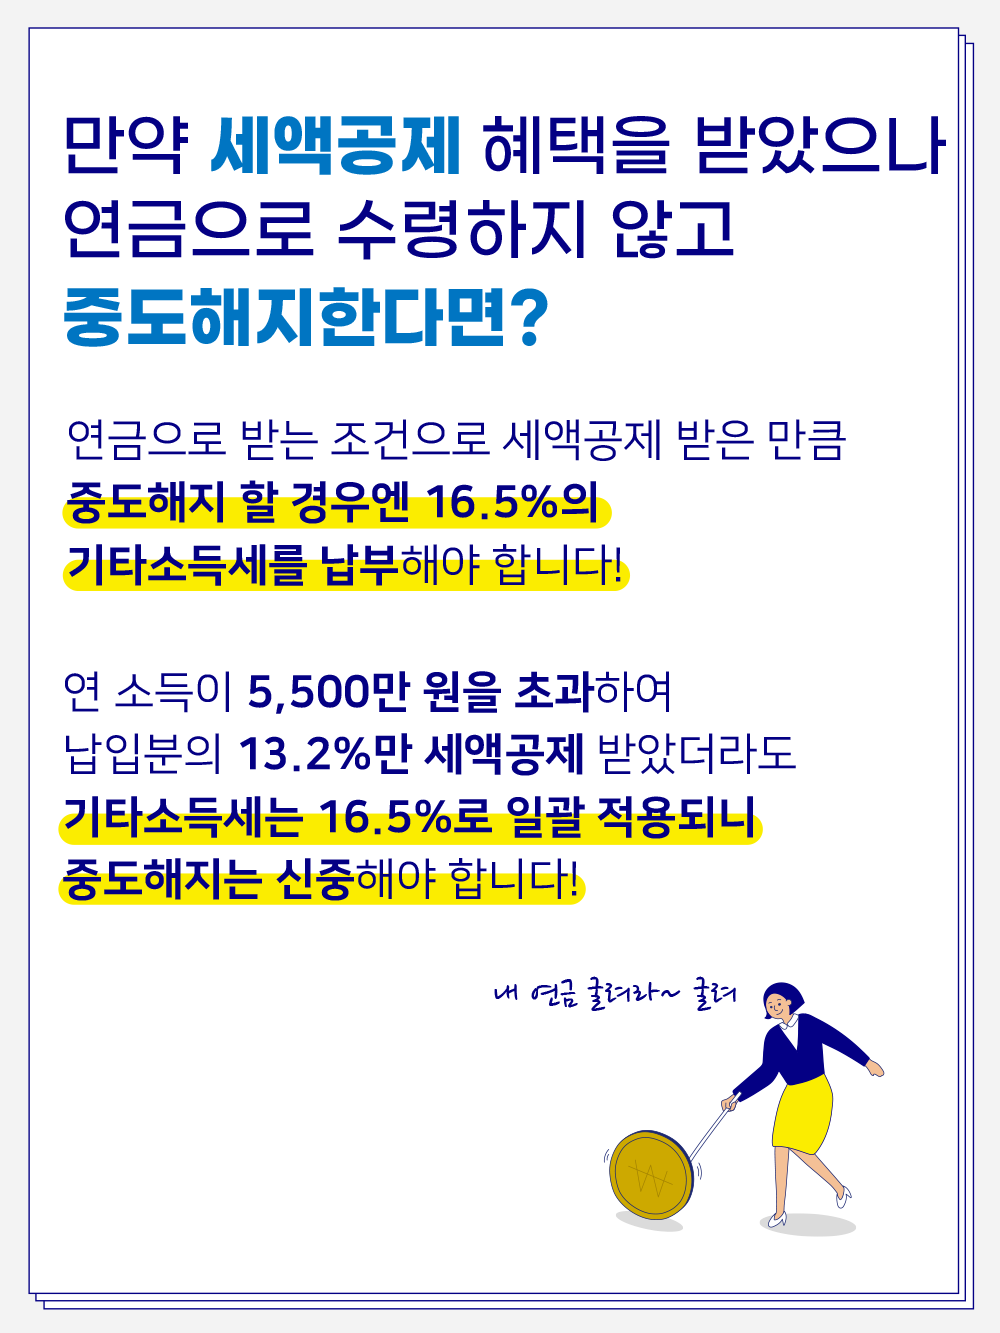 만약 세액공제 혜택을 받았으나
연금으로 수령하지 않고
중도해지한다면?
연금으로 받는 조건으로 세액공제 받은 만큼
중도해지 할 경우엔 16.5%의
기타소득세를 납부해야 합니다!
연 소득이 5,500만 원을 초과하여
납입분의 13.2%만 세액공제 받았더라도
기타소득세는 16.5%로 일괄 적용되니
중도해지는 신중해야 합니다!
내 연금 굴려라~ 굴려